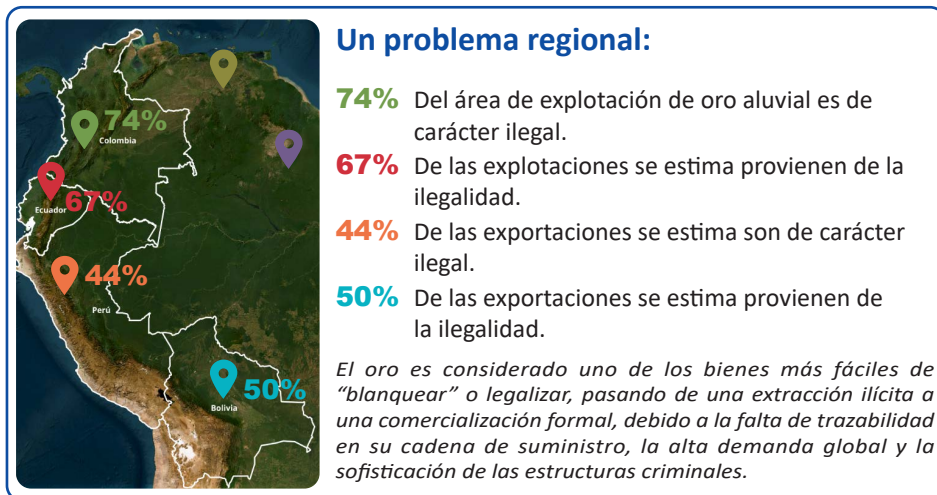 Un problema regional:
74% Del área de explotación de oro aluvial es de
carácter ilegal.
67% De las explotaciones se estima provienen de la
ilegalidad.
44% De las exportaciones se estima son de carácter
ilegal.
50% De las exportaciones se estima provienen de
la ilegalidad.
El oro es considerado uno de los bienes más fáciles de
“blanquear” o legalizar, pasando de una extracción ilícita a
una comercialización formal, debido a la falta de trazabilidad
en su cadena de suministro, la alta demanda global y la
sofisticación de las estructuras criminales.
74%
Colombia
67%
Ecuador
44%
Perú
50%
Bolivia